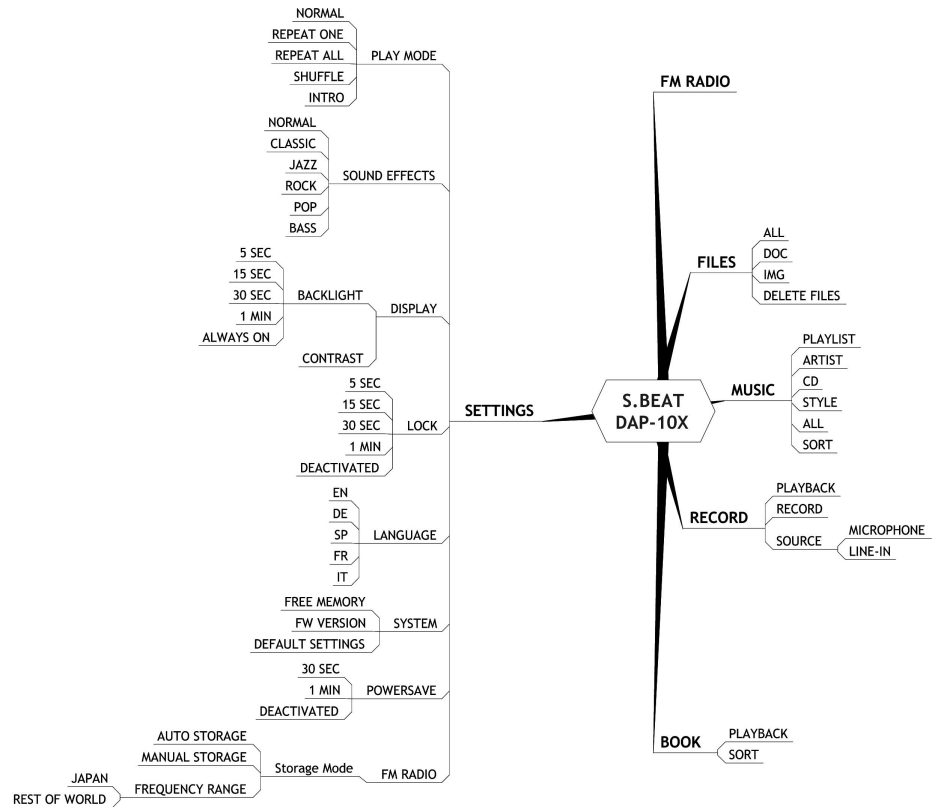 S.BEAT
DAP-10X
FM RADIO
FILES
ALL
DOC
IMG
DELETE FILES
MUSIC
PLAYLIST
ARTIST
CD
STYLE
ALL
SORT
RECORD
PLAYBACK
RECORD
SOURCE
MICROPHONE
LINE-IN
BOOK
PLAYBACK
SORT
SETTINGS
PLAY MODE
NORMAL
REPEAT ONE
REPEAT ALL
SHUFFLE
INTRO
SOUND EFFECTS
NORMAL
CLASSIC
JAZZ
ROCK
POP
BASS
DISPLAY
BACKLIGHT
5 SEC
15 SEC
30 SEC
1 MIN
ALWAYS ON
CONTRAST
LOCK
5 SEC
15 SEC
30 SEC
1 MIN
DEACTIVATED
LANGUAGE
EN
DE
SP
FR
IT
SYSTEM
FREE MEMORY
FW VERSION
DEFAULT SETTINGS
POWERSAVE
30 SEC
1 MIN
DEACTIVATED
FM RADIO
Storage Mode
AUTO STORAGE
MANUAL STORAGE
FREQUENCY RANGE
JAPAN
REST OF WORLD